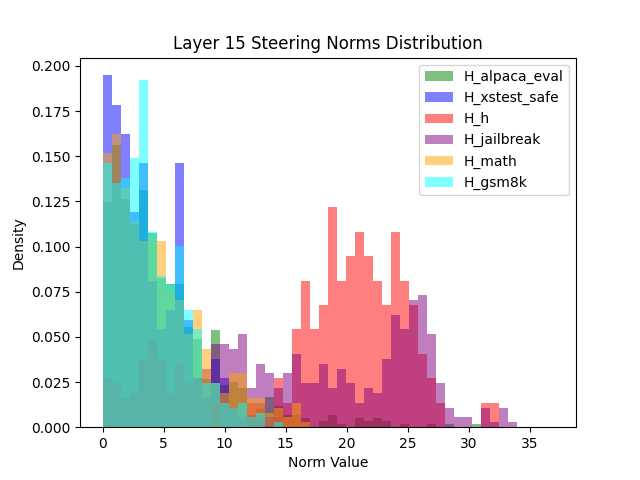 Layer 15 Steering Norms Distribution
H_alpaca_eval
H_xstest_safe
H_h
H_jailbreak
H_math
H_gsm8k
0.200
0.175
0.150
0.125
0.100
0.075
0.050
0.025
0.000
Density
0 5 10 15 20 25 30 35
Norm Value